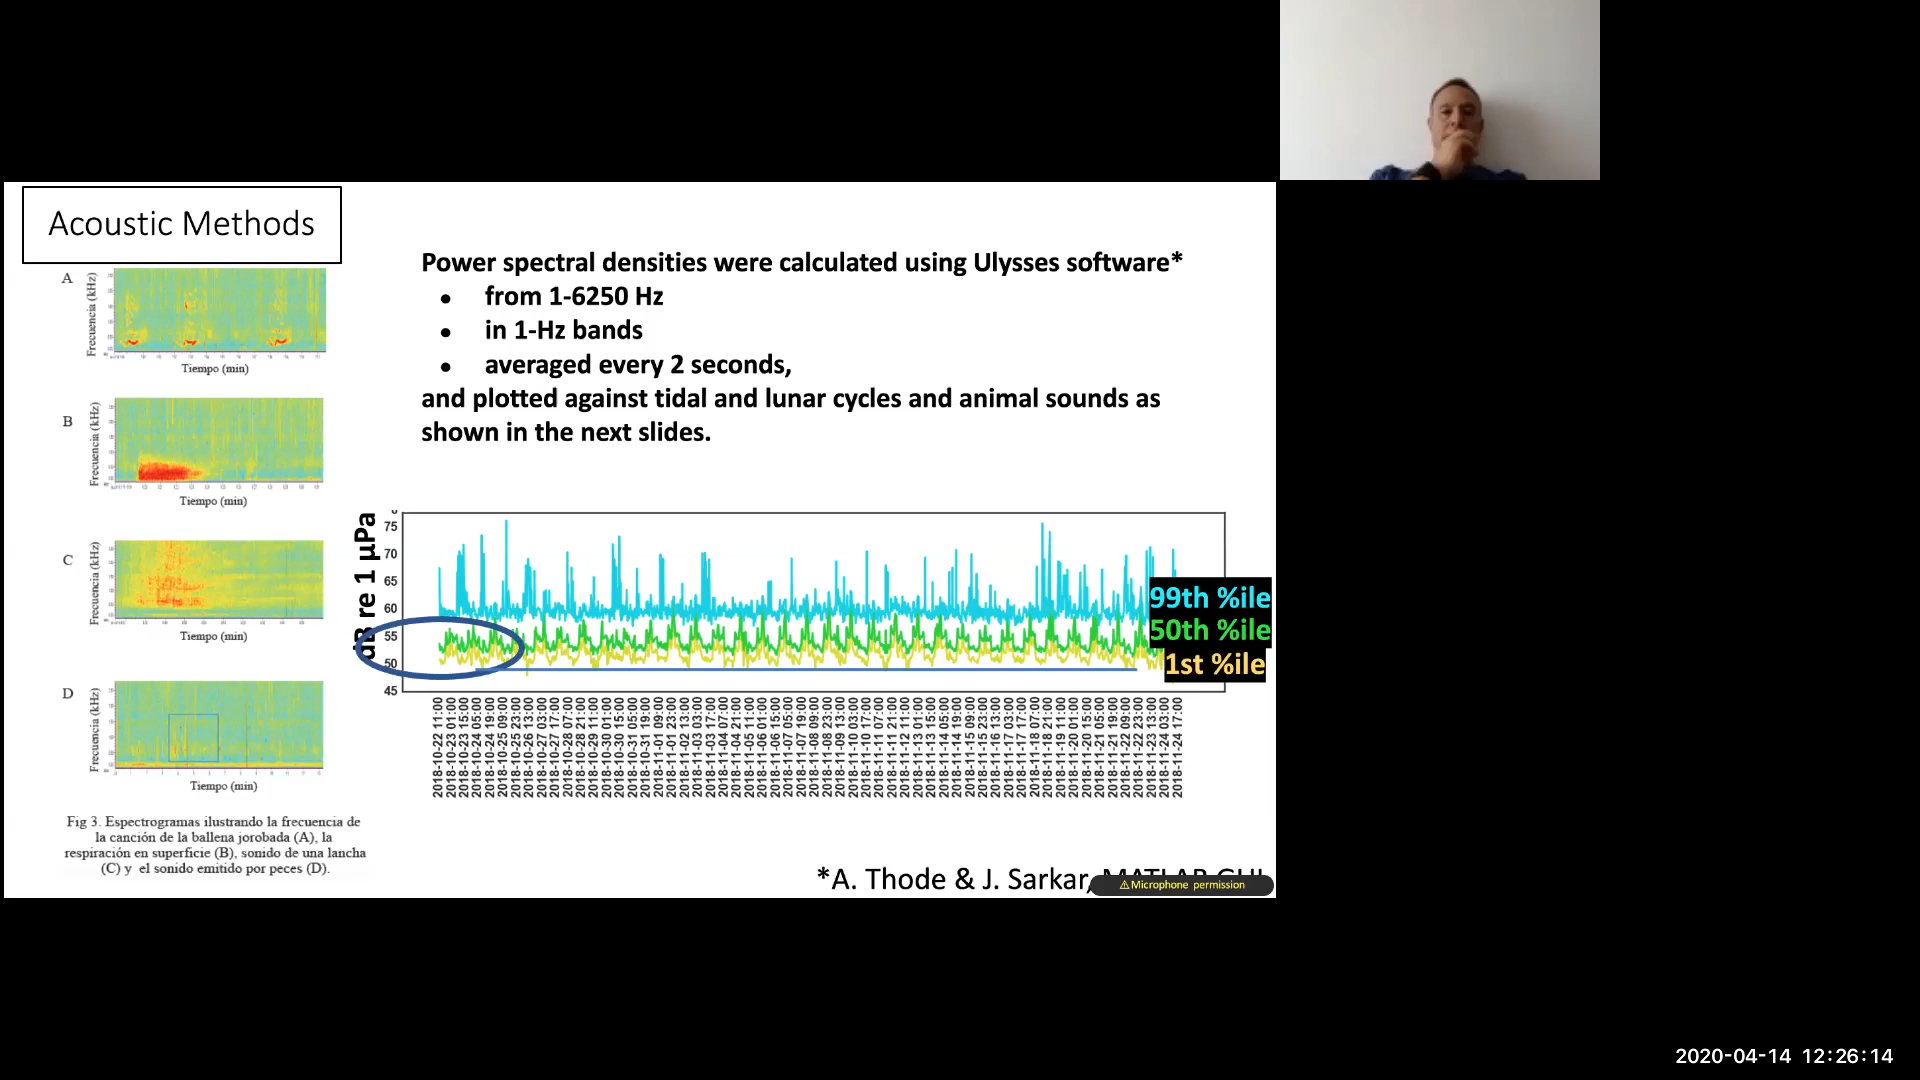 Acoustic Methods
A
Frecuencia (kHz)
Tiempo (min)
B
Frecuencia (kHz)
Tiempo (min)
C
Frecuencia (kHz)
Tiempo (min)
D
Frecuencia (kHz)
Tiempo (min)
Fig 3. Espectrogramas ilustrando la frecuencia de
la canción de la ballena jorobada (A), la
respiración en superficie (B), sonido de una lancha
(C) y el sonido emitido por peces (D).
Power spectral densities were calculated using Ulysses software*
• from 1-6250 Hz
• in 1-Hz bands
• averaged every 2 seconds,
and plotted against tidal and lunar cycles and animal sounds as
shown in the next slides.
dB re 1 µPa
75
70
65
60
55
50
45
99th %ile
50th %ile
1st %ile
2018-10-22 11:00
2018-10-23 01:00
2018-10-23 15:00
2018-10-24 05:00
2018-10-24 19:00
2018-10-25 09:00
2018-10-25 23:00
2018-10-26 13:00
2018-10-27 03:00
2018-10-27 17:00
2018-10-28 07:00
2018-10-28 21:00
2018-10-29 11:00
2018-10-30 01:00
2018-10-30 15:00
2018-10-31 05:00
2018-10-31 19:00
2018-11-01 09:00
2018-11-01 23:00
2018-11-02 13:00
2018-11-03 03:00
2018-11-03 17:00
2018-11-04 07:00
2018-11-04 21:00
2018-11-05 11:00
2018-11-06 01:00
2018-11-06 15:00
2018-11-07 05:00
2018-11-07 19:00
2018-11-08 09:00
2018-11-08 23:00
2018-11-09 13:00
2018-11-10 03:00
2018-11-10 17:00
2018-11-11 07:00
2018-11-11 21:00
2018-11-12 11:00
2018-11-13 01:00
2018-11-13 15:00
2018-11-14 05:00
2018-11-14 19:00
2018-11-15 09:00
2018-11-15 23:00
2018-11-16 13:00
2018-11-17 03:00
2018-11-17 17:00
2018-11-18 07:00
2018-11-18 21:00
2018-11-19 11:00
2018-11-20 01:00
2018-11-20 15:00
2018-11-21 05:00
2018-11-21 19:00
2018-11-22 09:00
2018-11-22 23:00
2018-11-23 13:00
2018-11-24 03:00
2018-11-24 17:00
*A. Thode & J. Sarkar, MATLAB GUI
⚠Microphone permission
2020-04-14 12:26:14